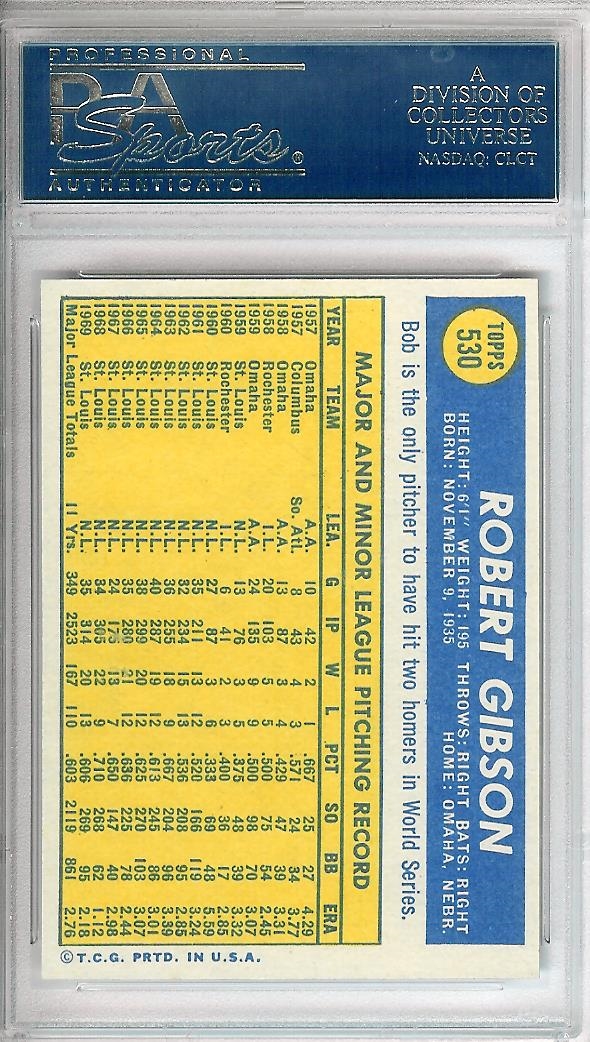 PROFESSIONAL
PSA
Sports®
AUTHENTICATOR
A
DIVISION OF
COLLECTORS
UNIVERSE
NASDAQ: CLCT
TOPPS
530
ROBERT GIBSON
HEIGHT: 6'1" WEIGHT: 195 THROWS: RIGHT BATS: RIGHT
BORN: NOVEMBER 9, 1935 HOME: OMAHA, NEBR.
Bob is the only pitcher to have hit two homers in World Series.
MAJOR AND MINOR LEAGUE PITCHING RECORD
YEAR TEAM LEA. G IP W L PCT SO BB ERA
1957 Omaha A.A. 10 42 2 1 .667 25 27 4.29
1957 Columbus So. Atl. 8 43 4 3 .571 24 34 3.77
1958 Omaha A.A. 13 87 3 4 .429 47 39 3.31
1958 Rochester I.L. 20 103 5 5 .500 75 54 2.45
1959 Omaha A.A. 24 135 9 9 .500 98 70 3.07
1959 St. Louis N.L. 13 76 3 5 .375 48 39 3.32
1960 Rochester I.L. 6 41 2 3 .400 36 17 2.85
1960 St. Louis N.L. 27 87 3 6 .333 69 48 5.59
1961 St. Louis N.L. 35 211 13 12 .520 166 119 3.24
1962 St. Louis N.L. 32 234 15 13 .536 208 95 2.85
1963 St. Louis N.L. 36 255 18 9 .667 204 96 3.39
1964 St. Louis N.L. 40 287 19 12 .613 245 86 3.01
1965 St. Louis N.L. 38 299 20 12 .625 270 103 3.07
1966 St. Louis N.L. 35 280 21 12 .636 225 78 2.44
1967 St. Louis N.L. 24 175 13 7 .650 147 40 2.98
1968 St. Louis N.L. 34 305 22 9 .710 268 62 1.12
1969 St. Louis N.L. 35 314 20 13 .606 269 95 2.18
Major League Totals 11 Yrs. 349 2523 167 110 .603 2119 861 2.76
©T.C.G. PRTD. IN U.S.A.